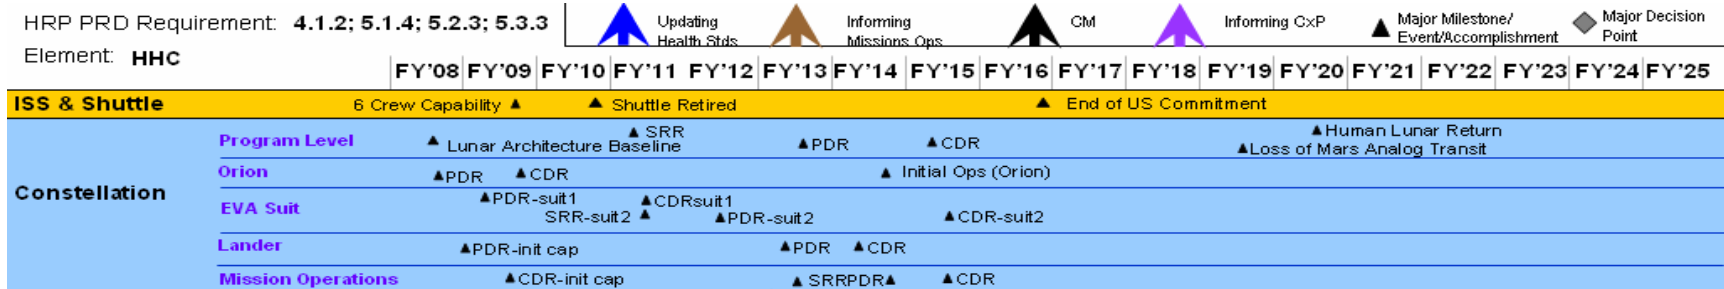 HRP PRD Requirement: 4.1.2; 5.1.4; 5.2.3; 5.3.3
Element: HHC
Updating
Health Stds
Informing
Missions Ops
CM
Informing CxP
Major Milestone/
Event/Accomplishment
Major Decision
Point
FY'08 FY'09 FY'10 FY'11 FY'12 FY'13 FY'14 FY'15 FY'16 FY'17 FY'18 FY'19 FY'20 FY'21 FY'22 FY'23 FY'24 FY'25
ISS & Shuttle 6 Crew Capability Shuttle Retired End of US Commitment
Constellation
Program Level Lunar Architecture Baseline SRR PDR CDR Human Lunar Return
Loss of Mars Analog Transit
Orion PDR CDR Initial Ops (Orion)
EVA Suit PDR-suit1 CDRsuit1
SRR-suit2 PDR-suit2 CDR-suit2
Lander PDR-init cap PDR CDR
Mission Operations CDR-init cap SRR PDR CDR